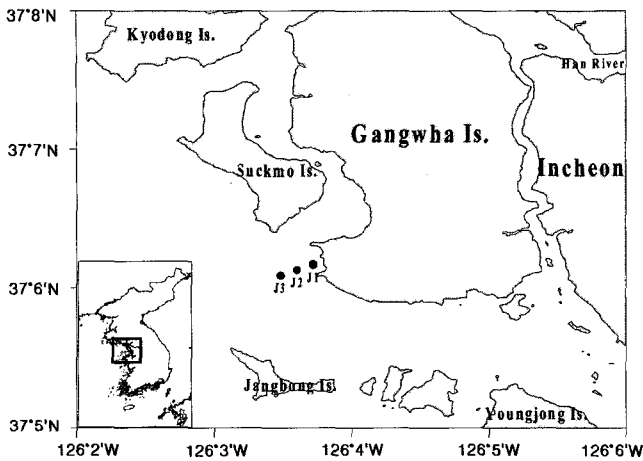 37°8'N
Kyodong Is.
Han River
37°7'N
Gangwha Is.
Incheon
Suckmo Is.
J3 J2 J1
37°6'N
Jangbong Is.
Youngjong Is.
37°5'N
126°2'W 126°3'W 126°4'W 126°5'W 126°6'W